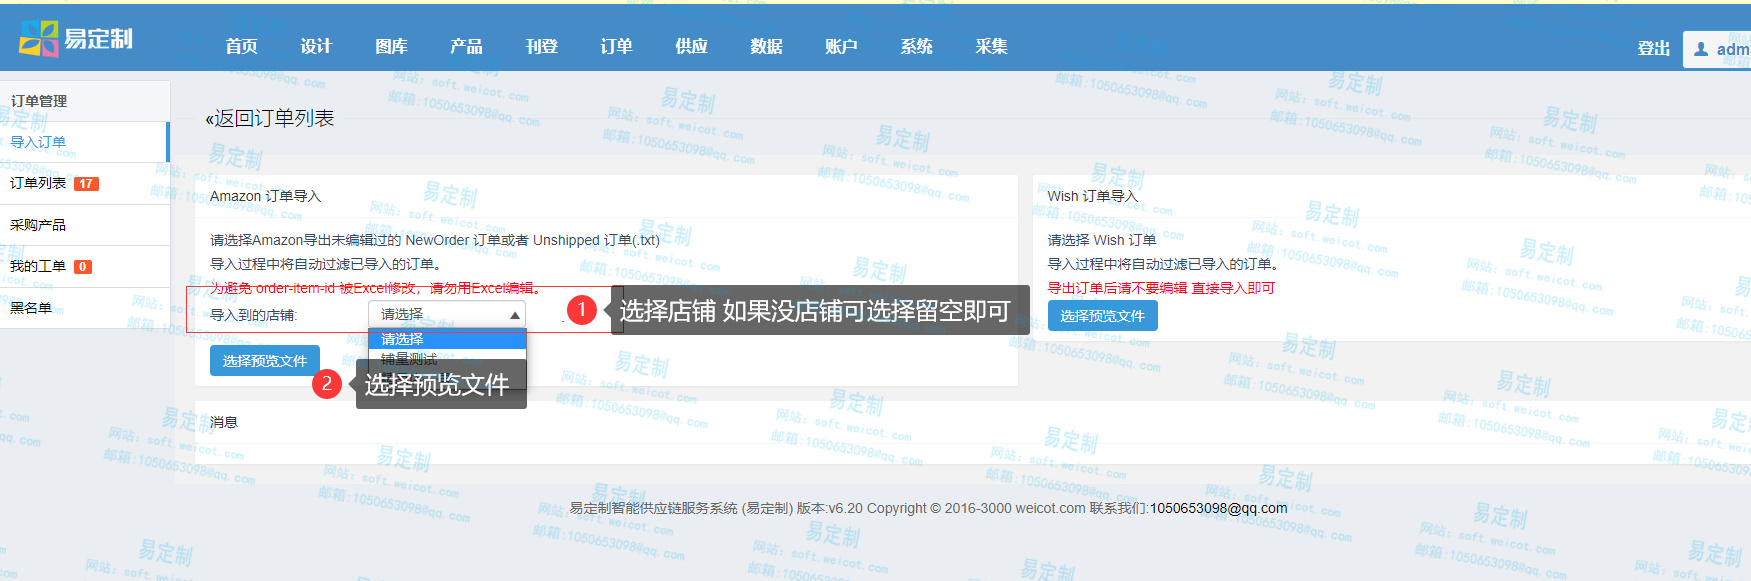 易定制
首页 设计 图库 产品 刊登 订单 供应 数据 账户 系统 采集
登出 adm
订单管理
导入订单
订单列表 17
采购产品
我的工单 0
黑名单
«返回订单列表
Amazon 订单导入
请选择Amazon导出未编辑过的 NewOrder 订单或者 Unshipped 订单(.txt)
导入过程中将自动过滤已导入的订单。
为避免 order-item-id 被Excel修改，请勿用Excel编辑。
导入到的店铺: 请选择
请选择
铺量测试
1 选择店铺 如果没店铺可选择留空即可
选择预览文件
2 选择预览文件
Wish 订单导入
请选择 Wish 订单
导入过程中将自动过滤已导入的订单。
导出订单后请不要编辑 直接导入即可
选择预览文件
消息
易定制智能供应链服务系统 (易定制) 版本:v6.20 Copyright © 2016-3000 weicot.com 联系我们:1050653098@qq.com
易定制
网站: soft.weicot.com
邮箱:1050653098@qq.com